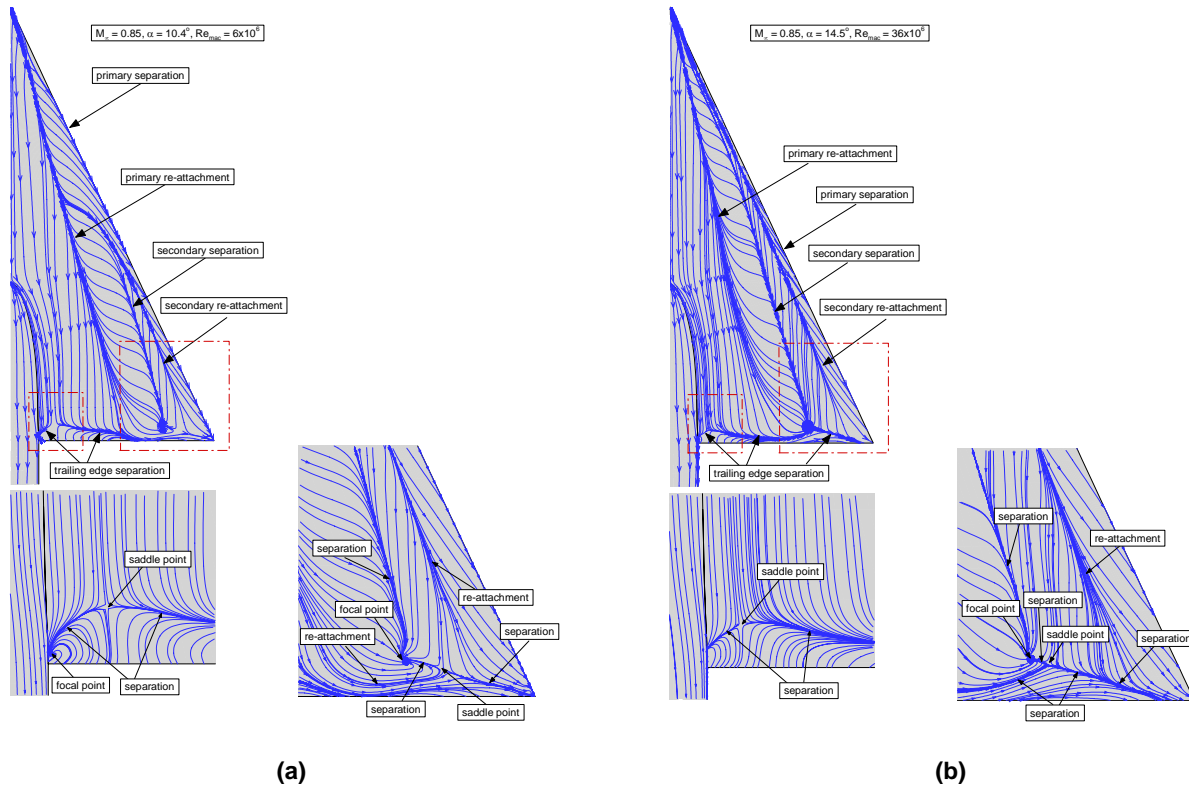 M∞ = 0.85, α = 10.4°, Re_mac = 6x10⁶
primary separation
primary re-attachment
secondary separation
secondary re-attachment
trailing edge separation
saddle point
focal point
separation
separation
focal point
re-attachment
re-attachment
separation
separation
saddle point
(a)
M∞ = 0.85, α = 14.5°, Re_mac = 36x10⁶
primary re-attachment
primary separation
secondary separation
secondary re-attachment
trailing edge separation
saddle point
separation
separation
re-attachment
focal point
separation
saddle point
separation
separation
(b)